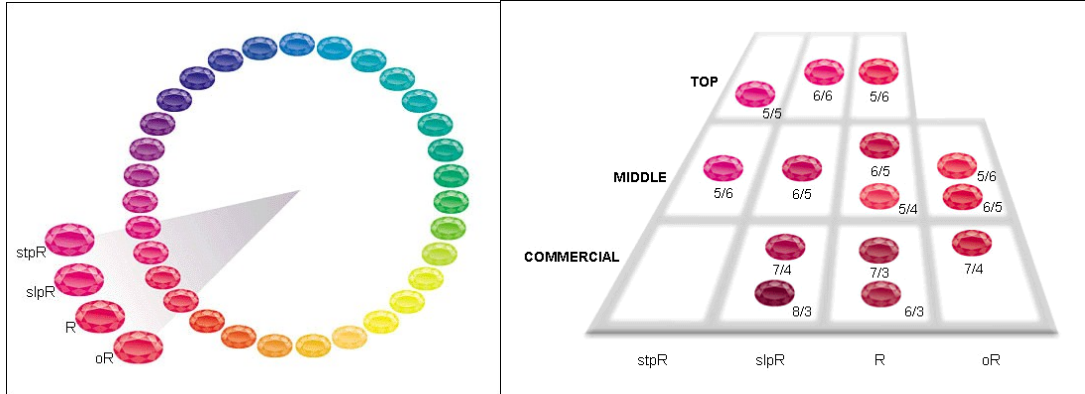 stpR
slpR
R
oR
TOP
5/5
6/6
5/6
MIDDLE
5/6
6/5
6/5
5/4
5/6
6/5
COMMERCIAL
7/4
8/3
7/3
6/3
7/4
stpR slpR R oR